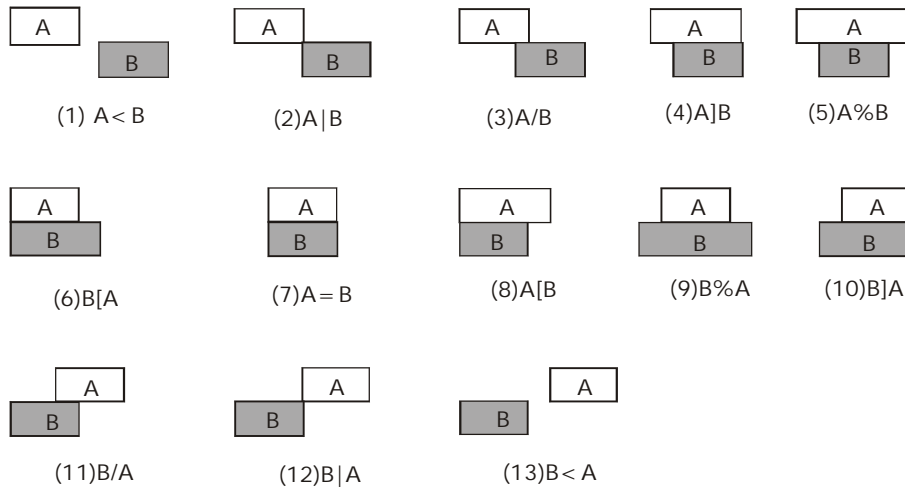 A A A A A
B B B B B
(1) A< B (2)A|B (3)A/B (4)A]B (5)A%B
A A A A A
B B B B B
(6)B[A (7)A= B (8)A[B (9)B%A (10)B]A
A A A
B B B
(11)B/A (12)B|A (13)B< A